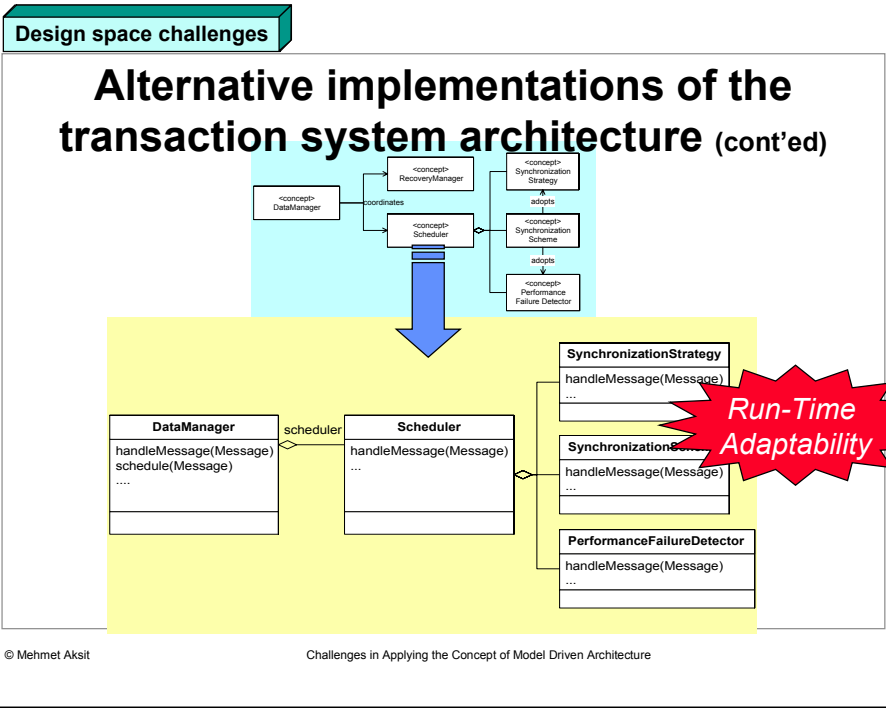 Design space challenges
Alternative implementations of the
transaction system architecture (cont'ed)
<concept>
DataManager
coordinates
<concept>
RecoveryManager
<concept>
Scheduler
<concept>
Synchronization
Strategy
adopts
<concept>
Synchronization
Scheme
adopts
<concept>
Performance
Failure Detector
DataManager
handleMessage(Message)
schedule(Message)
....
scheduler
Scheduler
handleMessage(Message)
...
SynchronizationStrategy
handleMessage(Message)
...
SynchronizationScheme
handleMessage(Message)
...
PerformanceFailureDetector
handleMessage(Message)
...
Run-Time
Adaptability
© Mehmet Aksit
Challenges in Applying the Concept of Model Driven Architecture